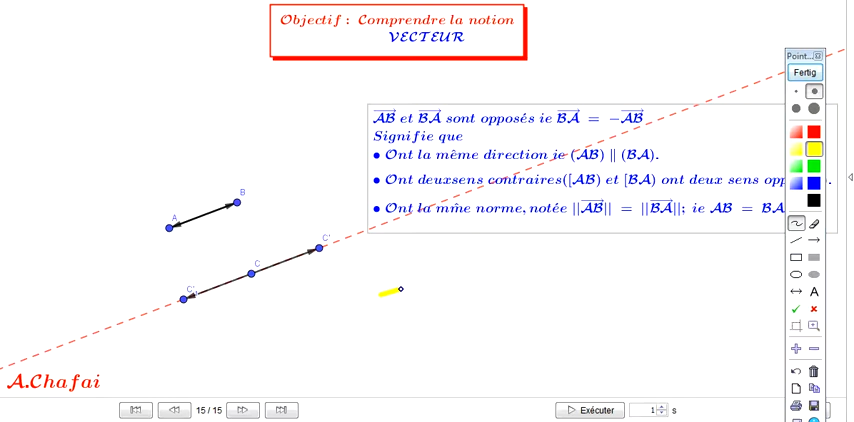 Objectif : Comprendre la notion
VECTEUR
Point...
Fertig
AB et BA sont opposés ie BA = −AB
Signifie que
• Ont la même direction ie (AB) ∥ (BA).
• Ont deuxsens contraires([AB) et [BA) ont deux sens opp
• Ont la mm̂e norme, notée ||AB|| = ||BA||; ie AB = BA
B
A
C'
C
C'
A
A.Chafai
15 / 15
Exécuter
1
s